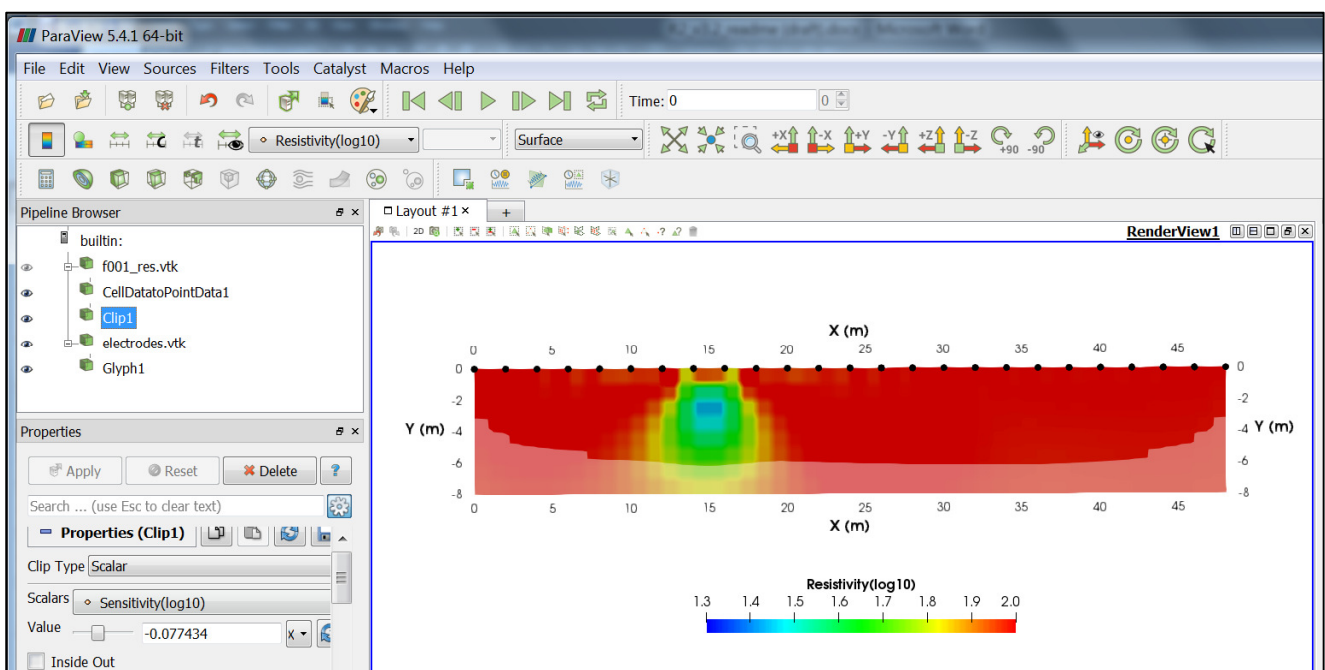 ParaView 5.4.1 64-bit
File Edit View Sources Filters Tools Catalyst Macros Help
Time: 0 0
Resistivity(log10) Surface +X -X +Y -Y +Z -Z +90 -90
Pipeline Browser
Layout #1 × +
2D
RenderView1
builtin:
f001_res.vtk
CellDatatoPointData1
Clip1
electrodes.vtk
Glyph1
Properties
Apply Reset Delete ?
Search ... (use Esc to clear text)
Properties (Clip1)
Clip Type Scalar
Scalars Sensitivity(log10)
Value -0.077434 X
Inside Out
X (m)
0 5 10 15 20 25 30 35 40 45
0 0
-2 -2
Y (m) -4 -4 Y (m)
-6 -6
-8 -8
0 5 10 15 20 25 30 35 40 45
X (m)
Resistivity(log10)
1.3 1.4 1.5 1.6 1.7 1.8 1.9 2.0